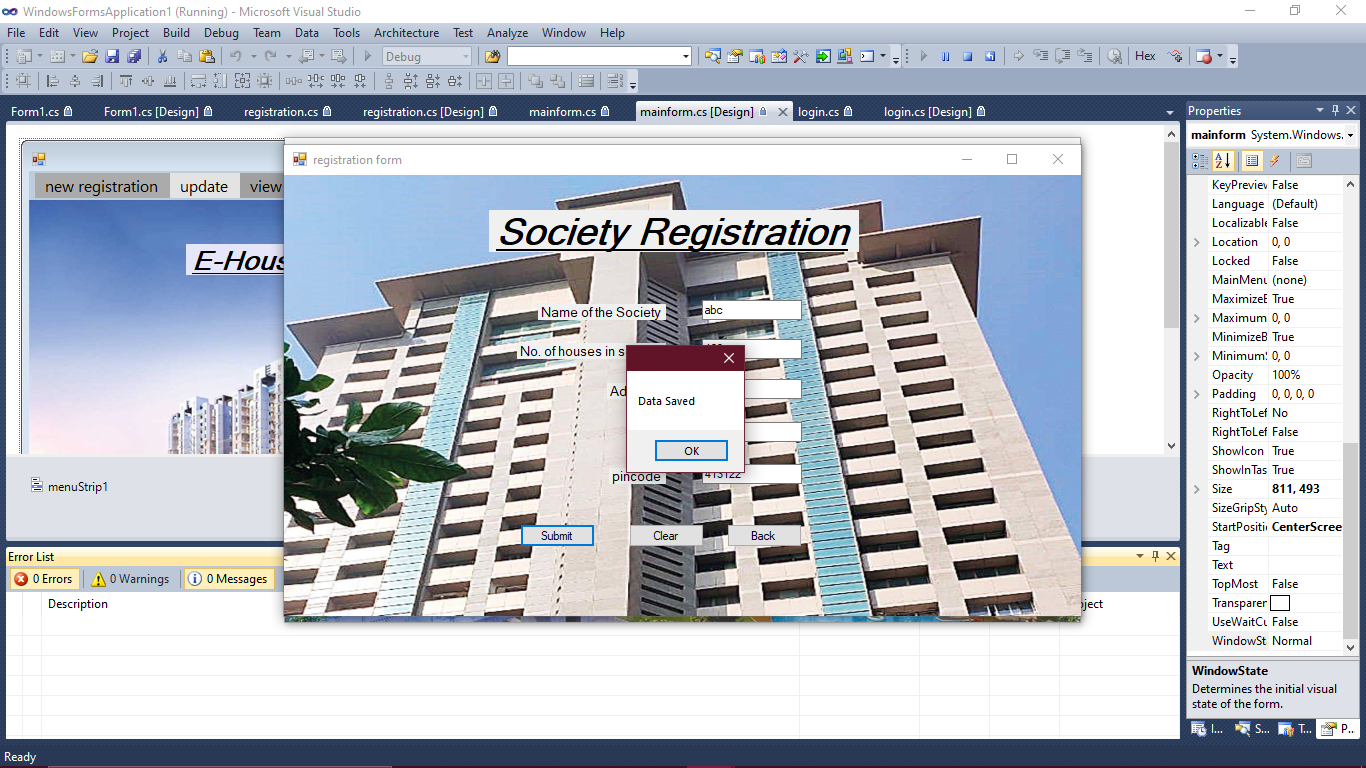 WindowsFormsApplication1 (Running) - Microsoft Visual Studio
File Edit View Project Build Debug Team Data Tools Architecture Test Analyze Window Help
Debug
Hex
Form1.cs Form1.cs [Design] registration.cs registration.cs [Design] mainform.cs mainform.cs [Design] login.cs login.cs [Design]
new registration update view
E-Hous
menuStrip1
registration form
Society Registration
Name of the Society abc
No. of houses in s
Ad
pincode 413122
Data Saved
OK
Submit Clear Back
Error List
0 Errors 0 Warnings 0 Messages
Description
Ready
Properties
mainform System.Windows.
KeyPreview False
Language (Default)
Localizable False
Location 0, 0
Locked False
MainMenu (none)
MaximizeB True
Maximum 0, 0
MinimizeB True
MinimumS 0, 0
Opacity 100%
Padding 0, 0, 0, 0
RightToLef No
RightToLef False
ShowIcon True
ShowInTas True
Size 811, 493
SizeGripSty Auto
StartPositio CenterScree
Tag
Text
TopMost False
Transparen
UseWaitCu False
WindowSta Normal
WindowState
Determines the initial visual
state of the form.
I... S... T... P...